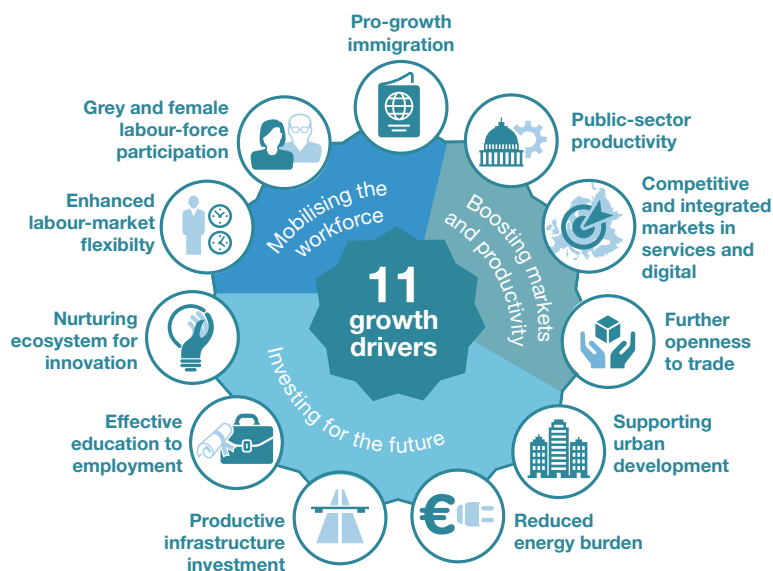 Pro-growth
immigration
Public-sector
productivity
Competitive
and integrated
markets in
services and
digital
Further
openness
to trade
Supporting
urban
development
Reduced
energy burden
Productive
infrastructure
investment
Effective
education to
employment
Nurturing
ecosystem for
innovation
Enhanced
labour-market
flexibilty
Grey and female
labour-force
participation
Mobilising the
workforce
Boosting markets
and productivity
Investing for the future
11
growth
drivers
€